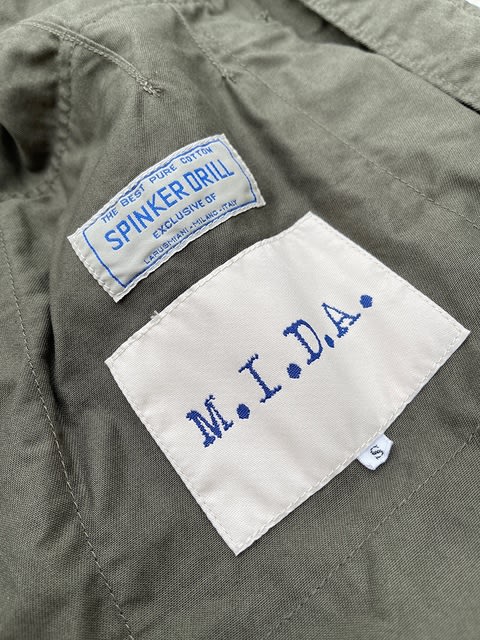 THE BEST PURE COTTON
SPINKER DRILL
EXCLUSIVE OF
LARUSMIANI-MILANO-ITALY
M.I.D.A.
S